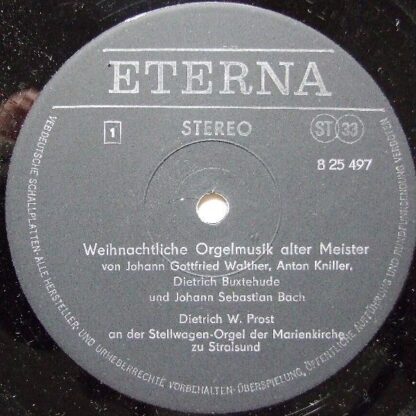 ETERNA
1
STEREO
ST 33
8 25 497
Weihnachtliche Orgelmusik alter Meister
von Johann Gottfried Walther, Anton Kniller,
Dietrich Buxtehude
und Johann Sebastian Bach
Dietrich W. Prost
an der Stellwagen-Orgel der Marienkirche
zu Stralsund
VEB DEUTSCHE SCHALLPLATTEN · ALLE HERSTELLER- UND URHEBERRECHTE VORBEHALTEN · ÜBERSPIELUNG, ÖFFENTLICHE AUFFÜHRUNG UND RUNDFUNKSENDUNG VERBOTEN